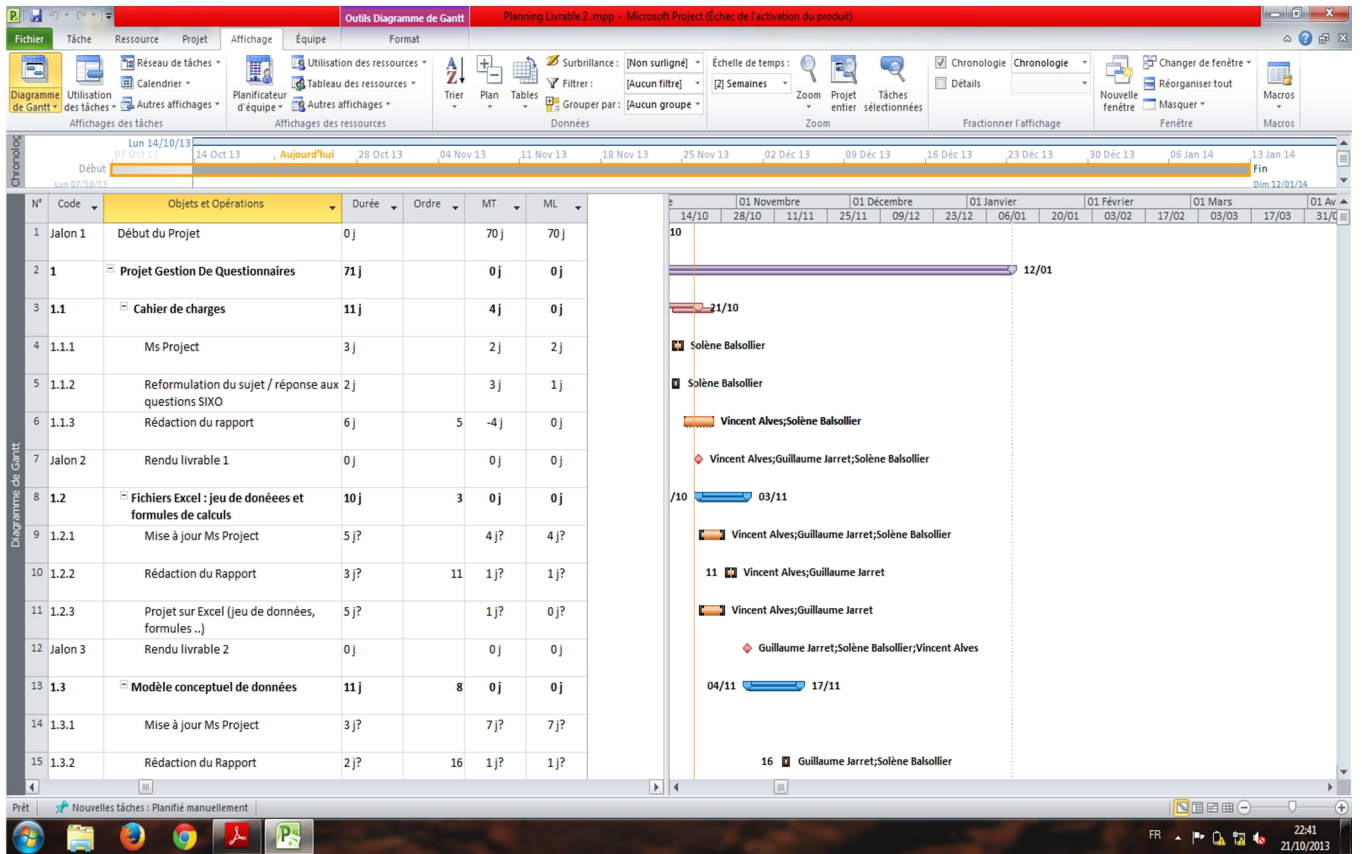 Outils Diagramme de Gantt
Planning Livrable 2 .mpp - Microsoft Project (Échec de l'activation du produit)
Fichier Tâche Ressource Projet Affichage Équipe Format
Diagramme de Gantt
Utilisation des tâches
Réseau de tâches
Calendrier
Autres affichages
Affichages des tâches
Planificateur d'équipe
Utilisation des ressources
Tableau des ressources
Autres affichages
Affichages des ressources
Trier
Plan
Tables
Surbrillance : [Non surligné]
Filtrer : [Aucun filtre]
Grouper par : [Aucun groupe
Données
Échelle de temps :
[2] Semaines
Zoom
Projet entier
Tâches sélectionnées
Zoom
Chronologie Chronologie
Détails
Fractionner l'affichage
Nouvelle fenêtre
Changer de fenêtre
Réorganiser tout
Masquer
Fenêtre
Macros
Macros
Chronolog
Lun 14/10/13
07 Oct 13 14 Oct 13 Aujourd'hui 28 Oct 13 04 Nov 13 11 Nov 13 18 Nov 13 25 Nov 13 02 Déc 13 09 Déc 13 16 Déc 13 23 Déc 13 30 Déc 13 06 Jan 14 13 Jan 14
Début
Lun 07/10/13
Fin
Dim 12/01/14
Diagramme de Gantt
N° Code Objets et Opérations Durée Ordre MT ML
01 Novembre 01 Décembre 01 Janvier 01 Février 01 Mars 01 Av
14/10 28/10 11/11 25/11 09/12 23/12 06/01 20/01 03/02 17/02 03/03 17/03 31/0
1 Jalon 1 Début du Projet 0 j 70 j 70 j 10
2 1 Projet Gestion De Questionnaires 71 j 0 j 0 j 12/01
3 1.1 Cahier de charges 11 j 4 j 0 j 21/10
4 1.1.1 Ms Project 3 j 2 j 2 j Solène Balsollier
5 1.1.2 Reformulation du sujet / réponse aux 2 j 3 j 1 j Solène Balsollier
questions SIXO
6 1.1.3 Rédaction du rapport 6 j 5 -4 j 0 j Vincent Alves;Solène Balsollier
7 Jalon 2 Rendu livrable 1 0 j 0 j 0 j Vincent Alves;Guillaume Jarret;Solène Balsollier
8 1.2 Fichiers Excel : jeu de donéees et 10 j 3 0 j 0 j /10 03/11
formules de calculs
9 1.2.1 Mise à jour Ms Project 5 j? 4 j? 4 j? Vincent Alves;Guillaume Jarret;Solène Balsollier
10 1.2.2 Rédaction du Rapport 3 j? 11 1 j? 1 j? 11 Vincent Alves;Guillaume Jarret
11 1.2.3 Projet sur Excel (jeu de données, 5 j? 1 j? 0 j? Vincent Alves;Guillaume Jarret
formules ..)
12 Jalon 3 Rendu livrable 2 0 j 0 j 0 j Guillaume Jarret;Solène Balsollier;Vincent Alves
13 1.3 Modèle conceptuel de données 11 j 8 0 j 0 j 04/11 17/11
14 1.3.1 Mise à jour Ms Project 3 j? 7 j? 7 j?
15 1.3.2 Rédaction du Rapport 2 j? 16 1 j? 1 j? 16 Guillaume Jarret;Solène Balsollier
Prêt Nouvelles tâches : Planifié manuellement
FR 22:41
21/10/2013